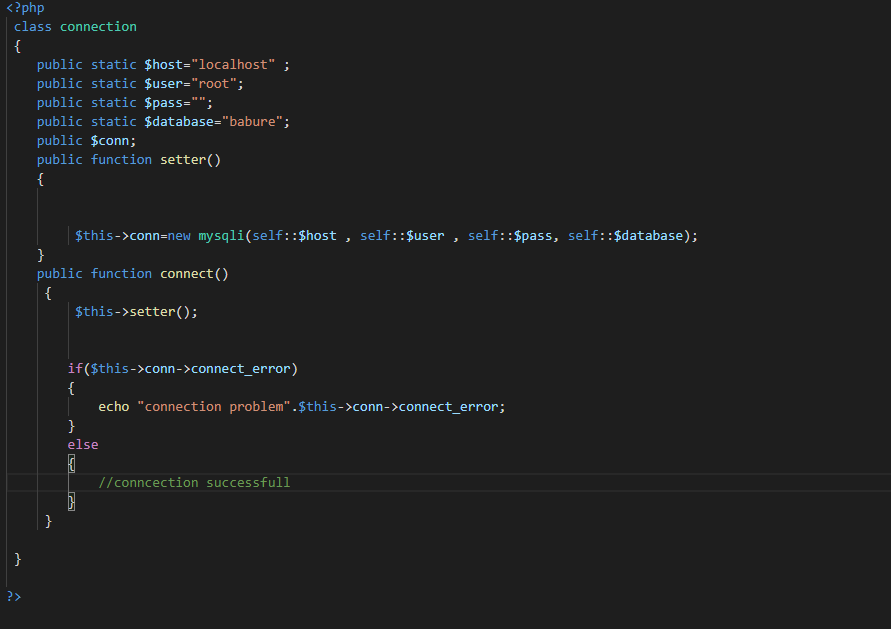 <?php
class connection
{
public static $host="localhost" ;
public static $user="root";
public static $pass="";
public static $database="babure";
public $conn;
public function setter()
{
$this->conn=new mysqli(self::$host , self::$user , self::$pass, self::$database);
}
public function connect()
{
$this->setter();
if($this->conn->connect_error)
{
echo "connection problem".$this->conn->connect_error;
}
else
{
//conncection successfull
}
}
}
?>